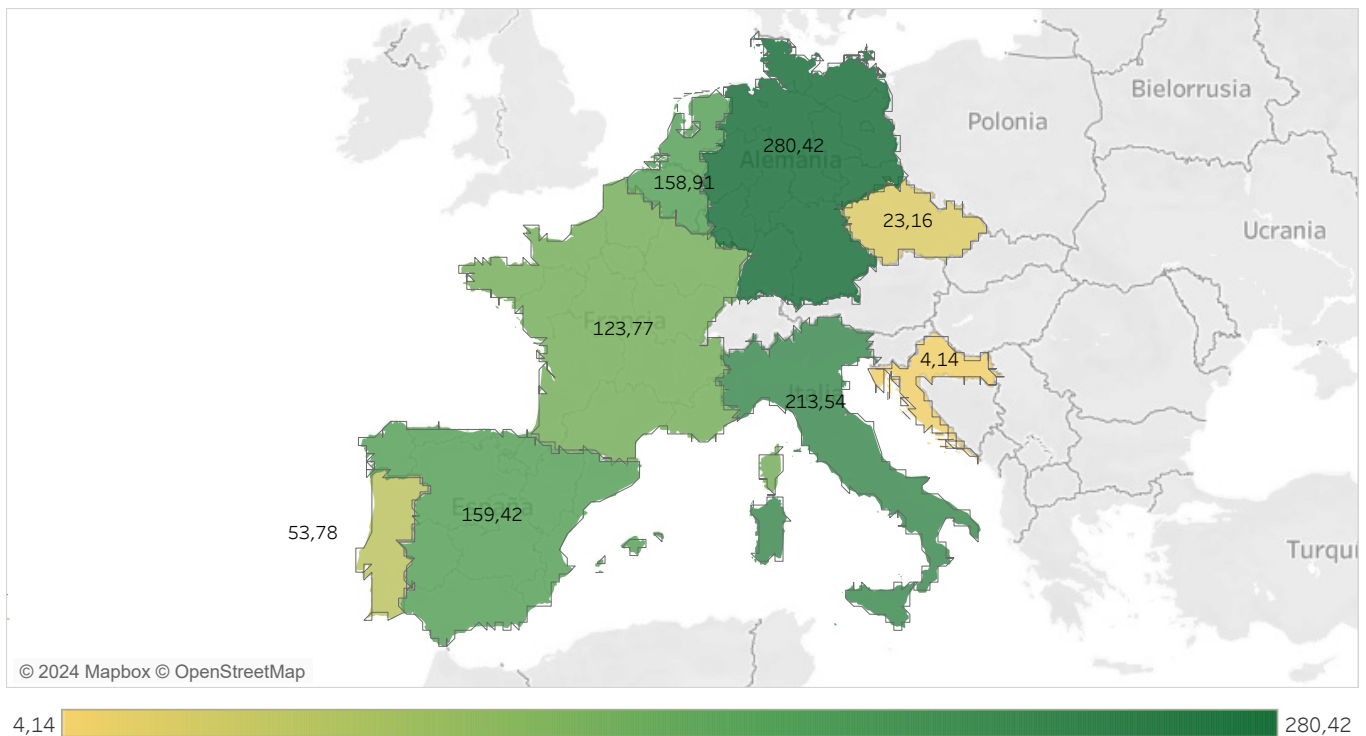 Bielorrusia
Polonia
280,42
Alemania
158,91
23,16
Ucrania
Francia
123,77
4,14
Italia
213,54
España
159,42
53,78
Turqu
© 2024 Mapbox © OpenStreetMap
4,14
280,42